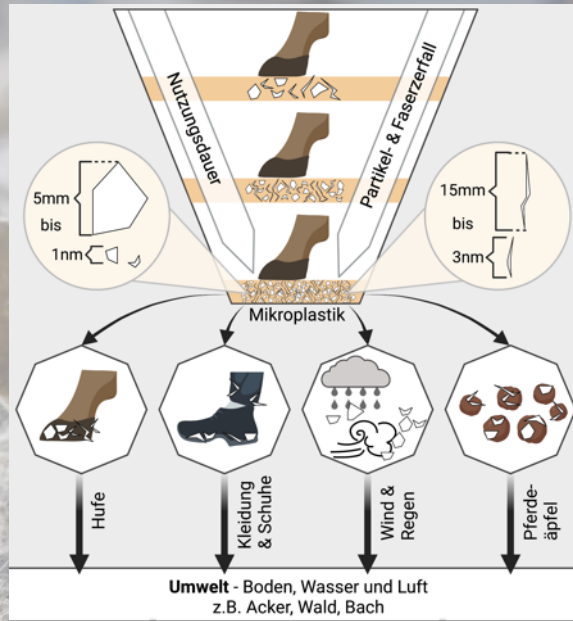 Nutzungsdauer
Partikel- & Faserzerfall
5mm
bis
1nm
15mm
bis
3nm
Mikroplastik
Hufe
Kleidung
& Schuhe
Wind &
Regen
Pferde-
äpfel
Umwelt - Boden, Wasser und Luft
z.B. Acker, Wald, Bach